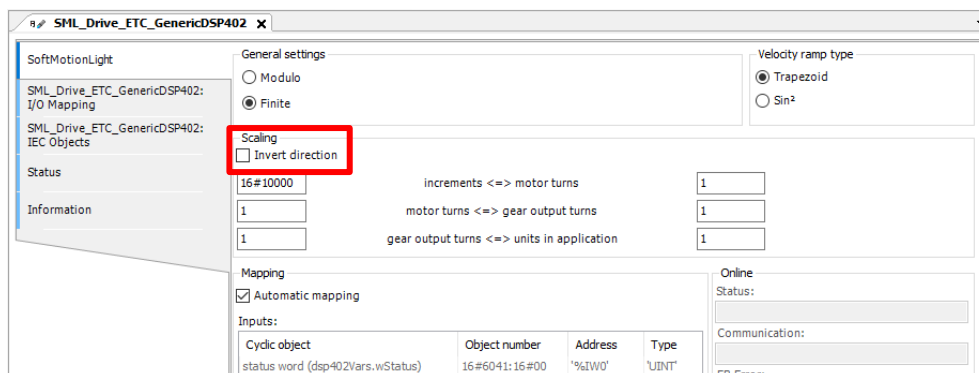 SML_Drive_ETC_GenericDSP402
SoftMotionLight
SML_Drive_ETC_GenericDSP402:
I/O Mapping
SML_Drive_ETC_GenericDSP402:
IEC Objects
Status
Information
General settings
Modulo
Finite
Velocity ramp type
Trapezoid
Sin²
Scaling
Invert direction
16#10000 increments <=> motor turns 1
1 motor turns <=> gear output turns 1
1 gear output turns <=> units in application 1
Mapping
Automatic mapping
Inputs:
Cyclic object Object number Address Type
status word (dsp402Vars.wStatus) 16#6041:16#00 '%IW0' 'UINT'
Online
Status:
Communication: